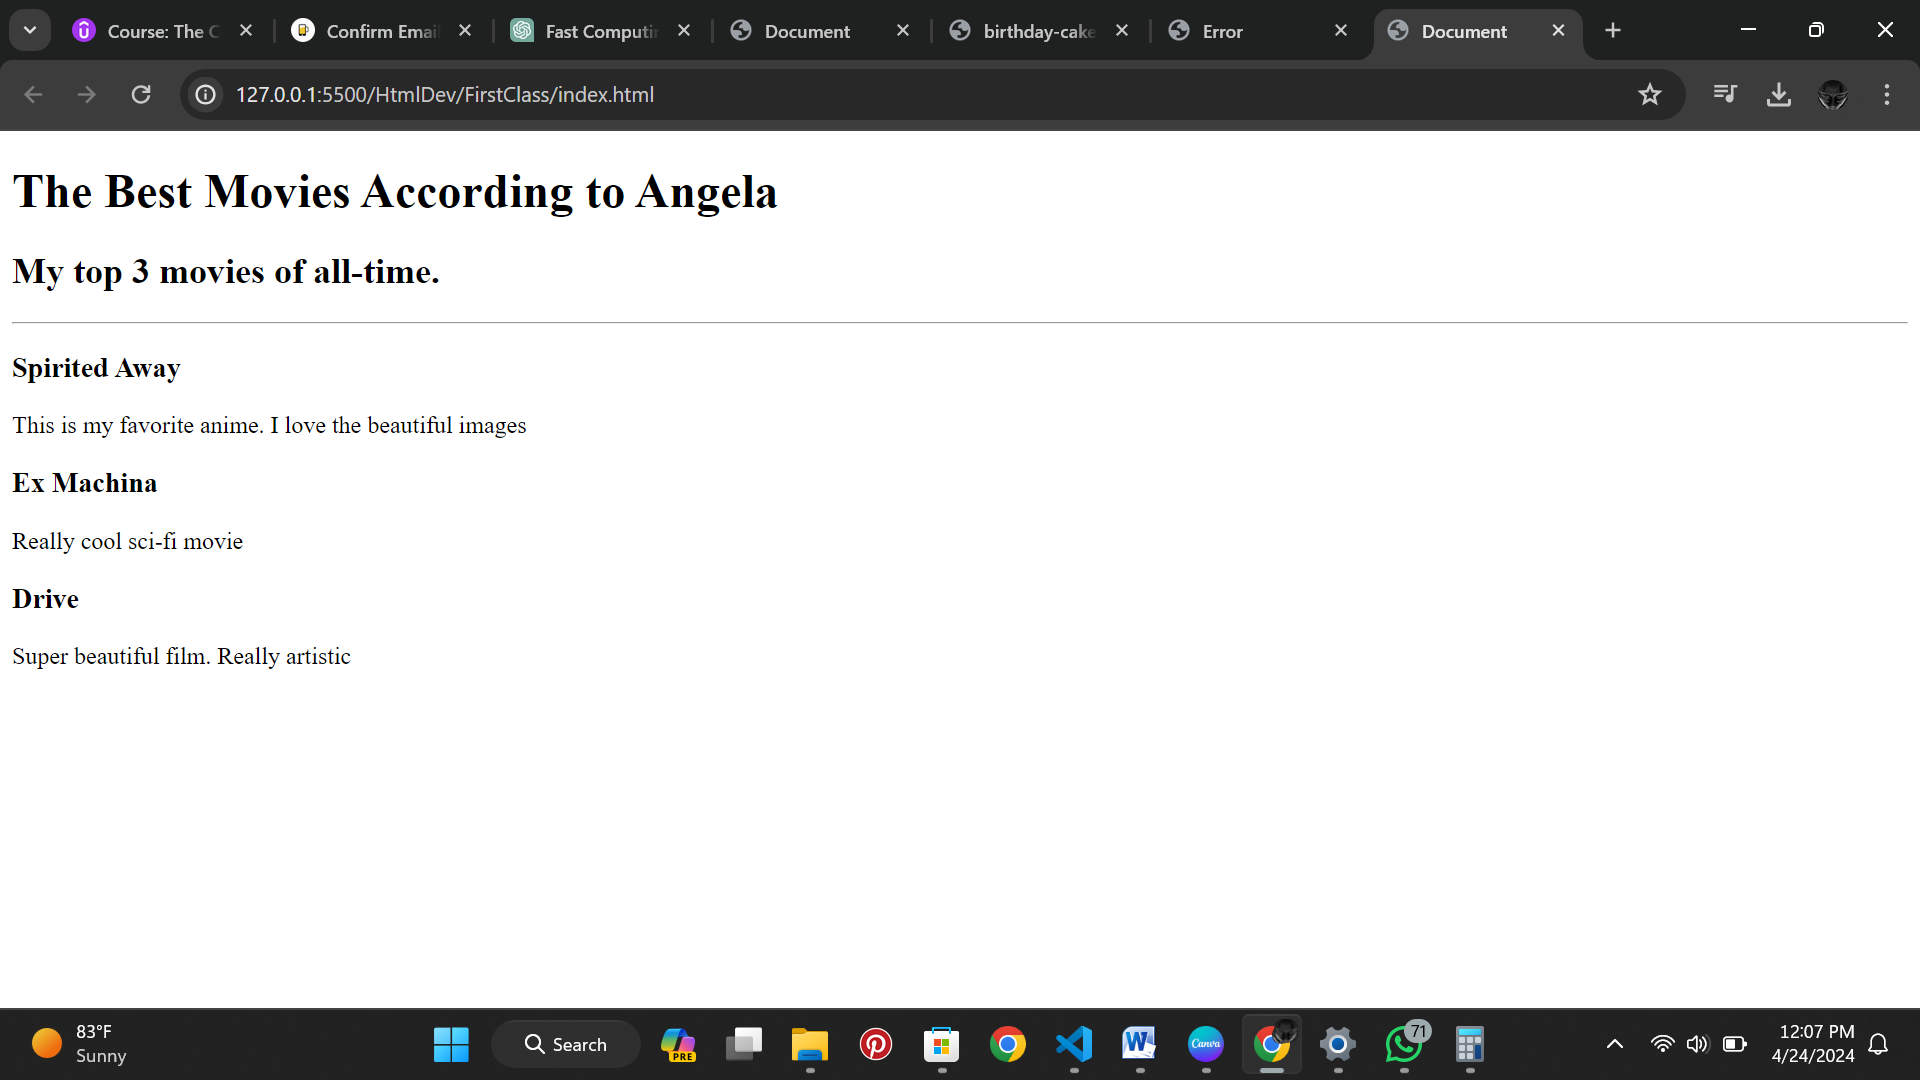 Course: The C
Confirm Email
Fast Computin
Document
birthday-cake
Error
Document
127.0.0.1:5500/HtmlDev/FirstClass/index.html
The Best Movies According to Angela
My top 3 movies of all-time.
Spirited Away
This is my favorite anime. I love the beautiful images
Ex Machina
Really cool sci-fi movie
Drive
Super beautiful film. Really artistic
83°F
Sunny
Search
PRE
W
Canva
71
12:07 PM
4/24/2024